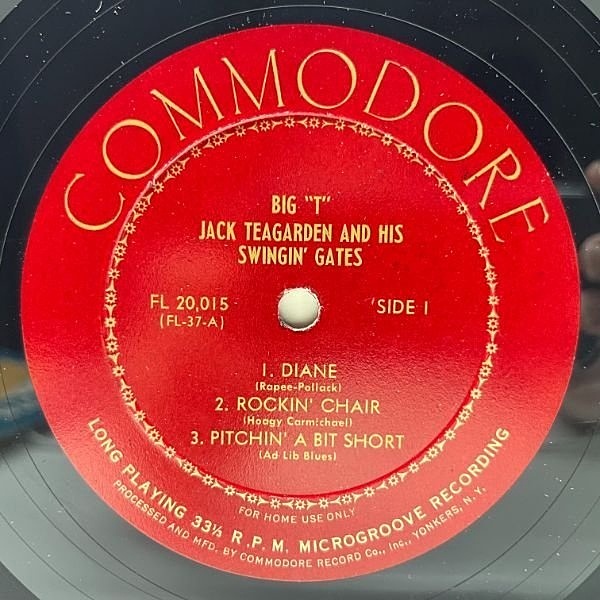 COMMODORE
BIG "T"
JACK TEAGARDEN AND HIS
SWINGIN' GATES
FL 20,015
(FL-37-A)
SIDE 1
1. DIANE
(Rapee-Pollack)
2. ROCKIN' CHAIR
(Hoagy Carmichael)
3. PITCHIN' A BIT SHORT
(Ad Lib Blues)
FOR HOME USE ONLY
LONG PLAYING 33⅓ R.P.M. MICROGROOVE RECORDING
PROCESSED AND MFD. BY COMMODORE RECORD Co., Inc., YONKERS, N.Y.